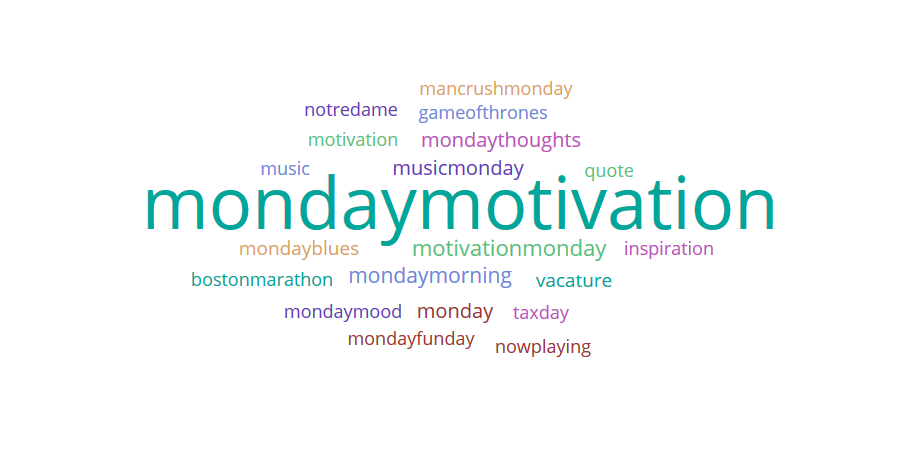 mancrushmonday
notredame gameofthrones
motivation mondaythoughts
music musicmonday quote
mondaymotivation
mondayblues motivationmonday inspiration
bostonmarathon mondaymorning vacature
mondaymood monday taxday
mondayfunday nowplaying